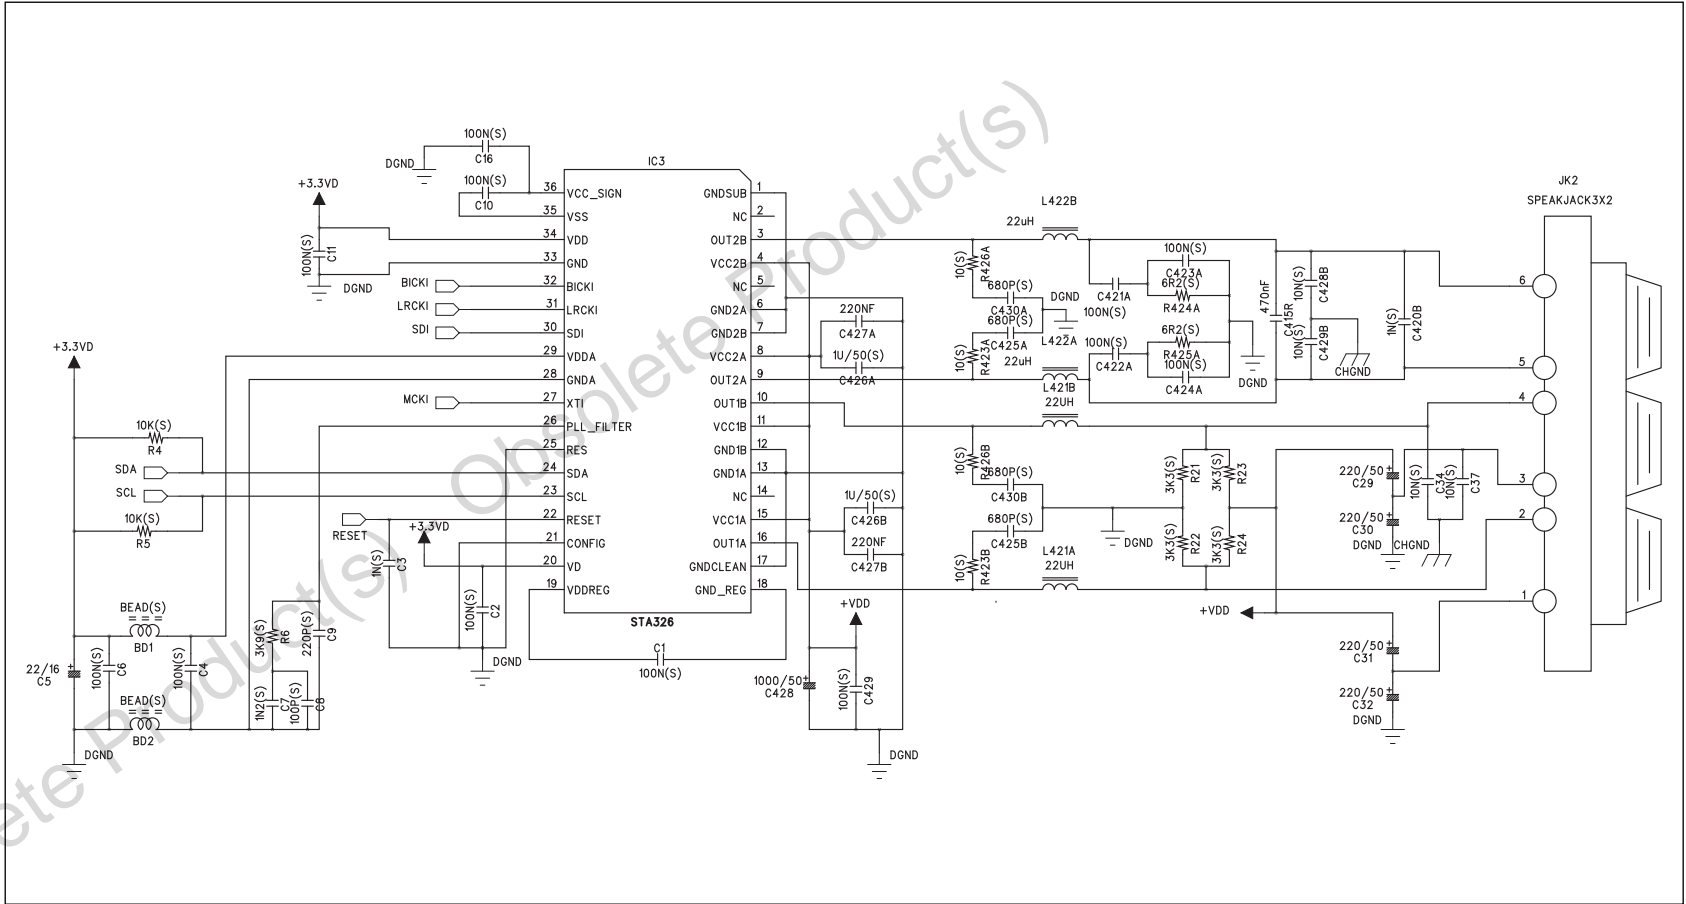 100N(S)
C16
DGND
100N(S)
C10
+3.3VD
100N(S)
C11
DGND
BICKI
LRCKI
SDI
MCKI
+3.3VD
10K(S)
R4
SDA
SCL
10K(S)
R5
RESET
+3.3VD
1N(S)
C3
100N(S)
C2
DGND
BEAD(S)
BD1
22/16
C5
100N(S)
C6
100N(S)
C4
BEAD(S)
BD2
DGND
3K9(S)
R6
220P(S)
C9
1N2(S)
C7
100P(S)
C8
IC3
36 VCC_SIGN
35 VSS
34 VDD
33 GND
32 BICKI
31 LRCKI
30 SDI
29 VDDA
28 GNDA
27 XTI
26 PLL_FILTER
25 RES
24 SDA
23 SCL
22 RESET
21 CONFIG
20 VD
19 VDDREG
GNDSUB 1
NC 2
OUT2B 3
VCC2B 4
NC 5
GND2A 6
GND2B 7
VCC2A 8
OUT2A 9
OUT1B 10
VCC1B 11
GND1B 12
GND1A 13
NC 14
VCC1A 15
OUT1A 16
GNDCLEAN 17
GND_REG 18
STA326
C1
100N(S)
220NF
C427A
1U/50(S)
C426A
1U/50(S)
C426B
220NF
C427B
+VDD
1000/50
C428
100N(S)
C429
DGND
L422B
22uH
10(S)
R426A
680P(S)
C430A
DGND
680P(S)
C425A
10(S)
R423A
L422A
22uH
C421A
100N(S)
100N(S)
C423A
6R2(S)
R424A
6R2(S)
R425A
100N(S)
C422A
100N(S)
C424A
DGND
470nF
C415R
10N(S)
C428B
10N(S)
C429B
CHGND
1N(S)
C420B
L421B
22UH
10(S)
R426B
680P(S)
C430B
680P(S)
C425B
10(S)
R423B
DGND
L421A
22UH
3K3(S)
R21
3K3(S)
R23
3K3(S)
R22
3K3(S)
R24
220/50
C29
220/50
C30
DGND
10N(S)
C34
10N(S)
C37
CHGND
+VDD
220/50
C31
220/50
C32
DGND
JK2
SPEAKJACK3X2
6
5
4
3
2
1
Obsolete Product(s)
ete Product(s)